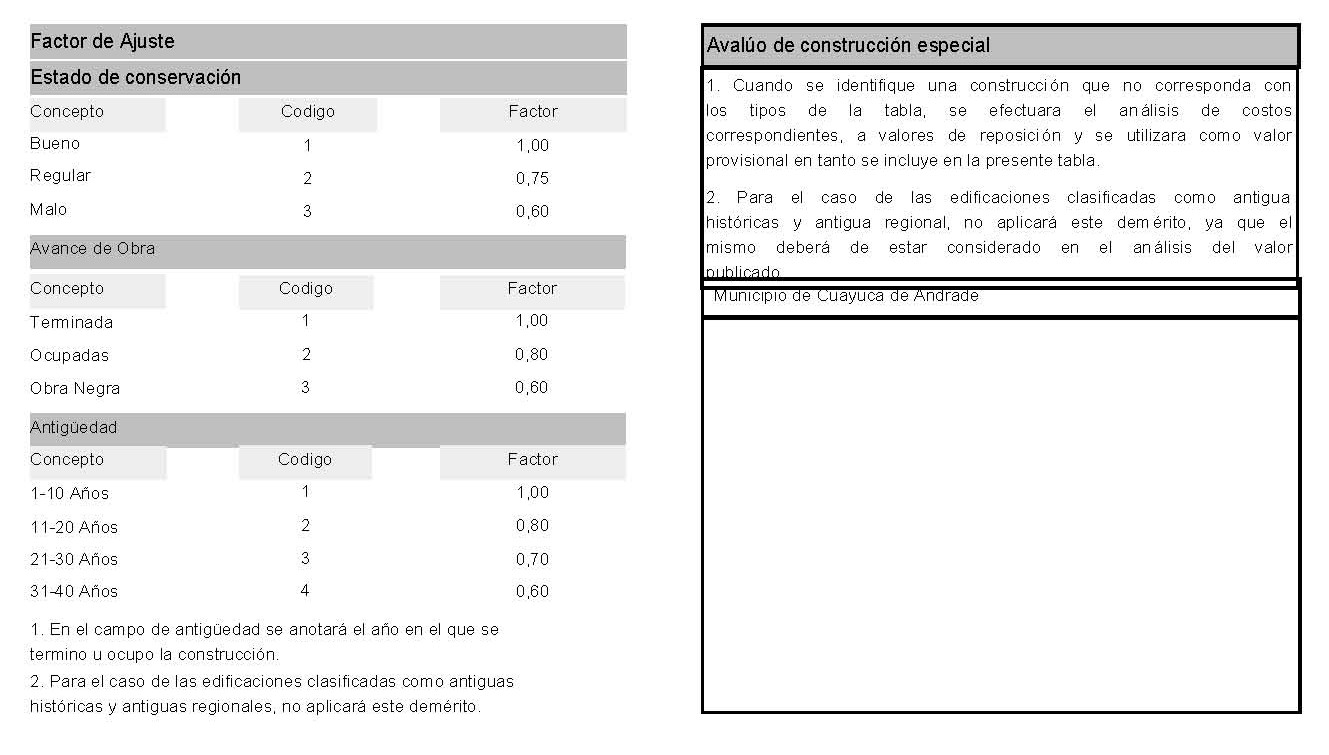 Factor de Ajuste
Estado de conservación
Concepto Codigo Factor
Bueno 1 1,00
Regular 2 0,75
Malo 3 0,60
Avance de Obra
Concepto Codigo Factor
Terminada 1 1,00
Ocupadas 2 0,80
Obra Negra 3 0,60
Antigüedad
Concepto Codigo Factor
1-10 Años 1 1,00
11-20 Años 2 0,80
21-30 Años 3 0,70
31-40 Años 4 0,60
1. En el campo de antigüedad se anotará el año en el que se
termino u ocupo la construcción.
2. Para el caso de las edificaciones clasificadas como antiguas
históricas y antiguas regionales, no aplicará este demérito.
Avalúo de construcción especial
1. Cuando se identifique una construcción que no corresponda con
los tipos de la tabla, se efectuara el análisis de costos
correspondientes, a valores de reposición y se utilizara como valor
provisional en tanto se incluye en la presente tabla.
2. Para el caso de las edificaciones clasificadas como antigua
históricas y antigua regional, no aplicará este demérito, ya que el
mismo deberá de estar considerado en el análisis del valor
publicado
Municipio de Cuayuca de Andrade